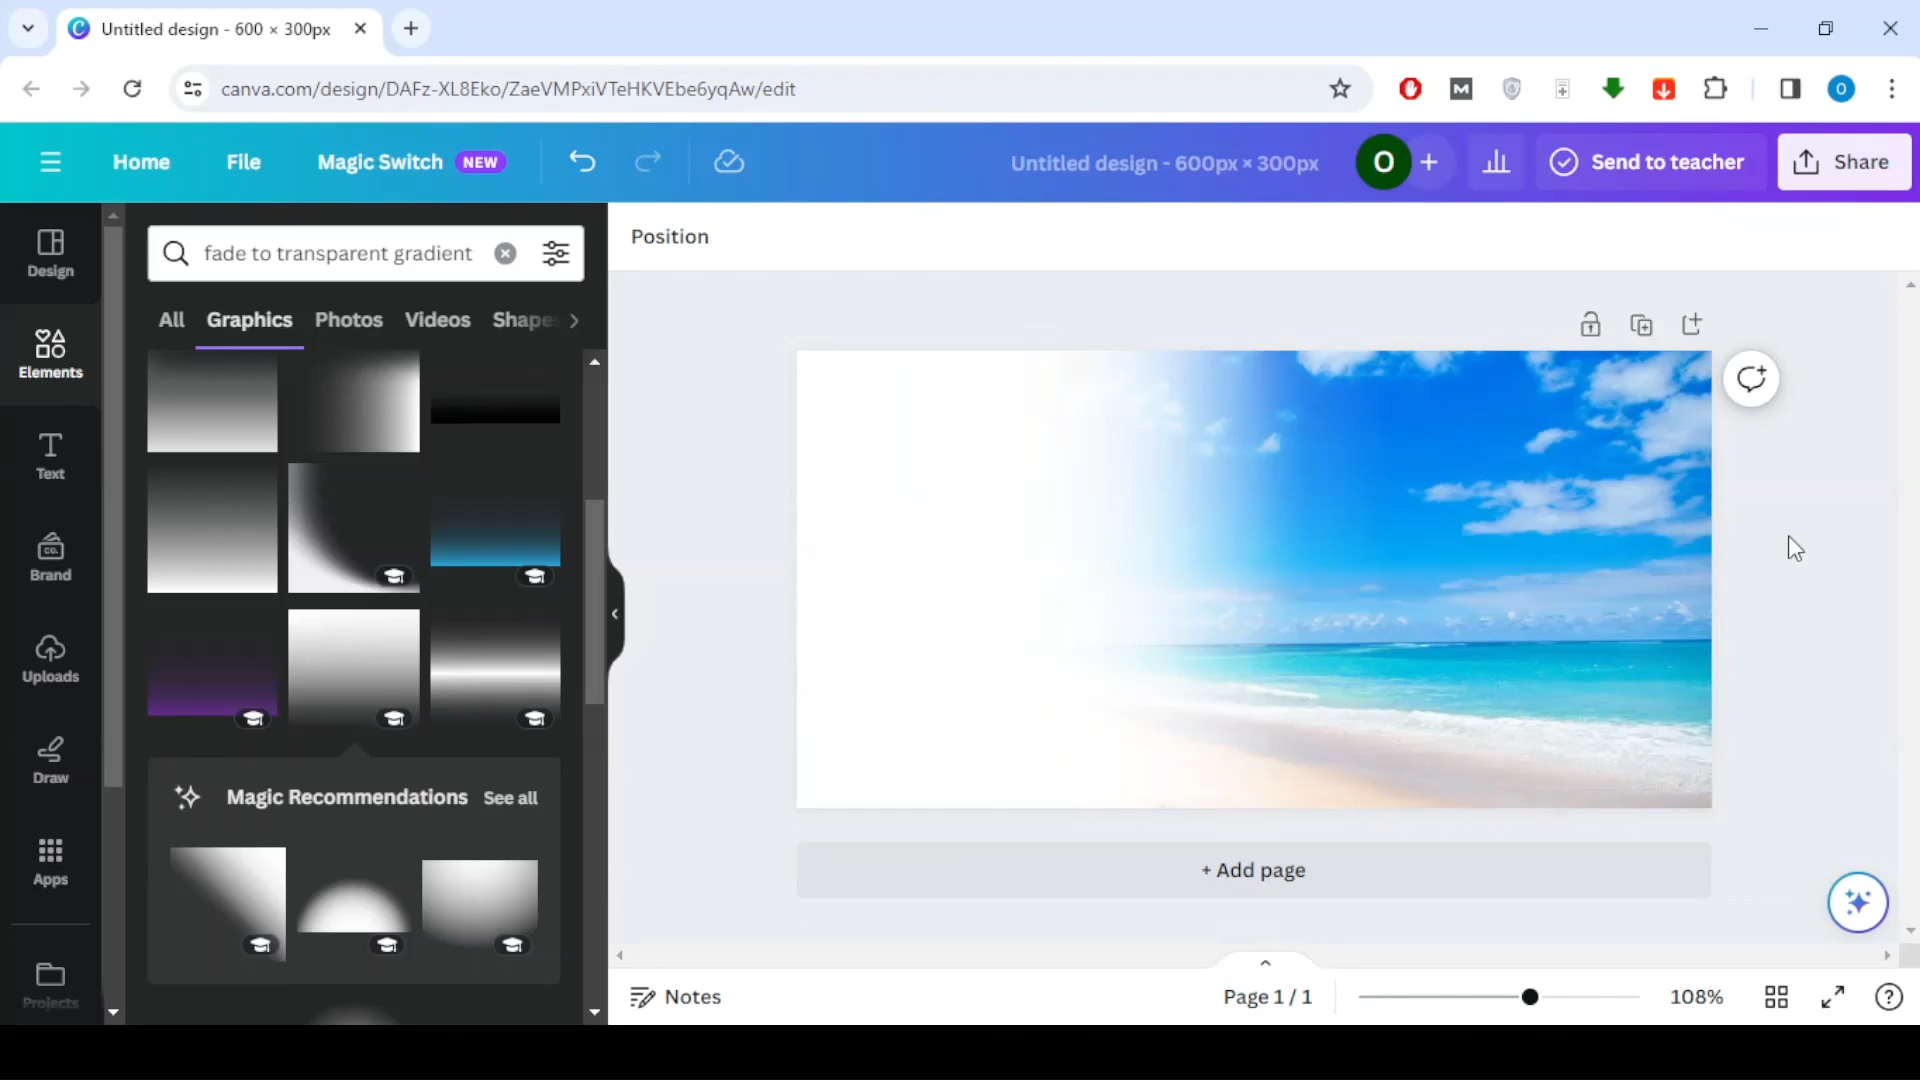 Untitled design - 600 × 300px
canva.com/design/DAFz-XL8Eko/ZaeVMPxiVTeHKVEbe6yqAw/edit
Home File Magic Switch NEW Untitled design - 600px × 300px O + Send to teacher Share
Design
Elements
Text
Brand
Uploads
Draw
Apps
Projects
fade to transparent gradient
All Graphics Photos Videos Shapes
Magic Recommendations See all
Position
+ Add page
Notes Page 1 / 1 108%